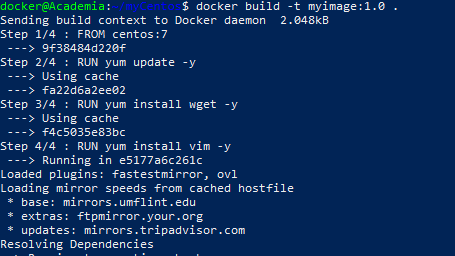 docker@Academia:~/myCentos$ docker build -t myimage:1.0 .
Sending build context to Docker daemon  2.048kB
Step 1/4 : FROM centos:7
 ---> 9f38484d220f
Step 2/4 : RUN yum update -y
 ---> Using cache
 ---> fa22d6a2ee02
Step 3/4 : RUN yum install wget -y
 ---> Using cache
 ---> f4c5035e83bc
Step 4/4 : RUN yum install vim -y
 ---> Running in e5177a6c261c
Loaded plugins: fastestmirror, ovl
Loading mirror speeds from cached hostfile
 * base: mirrors.umflint.edu
 * extras: ftpmirror.your.org
 * updates: mirrors.tripadvisor.com
Resolving Dependencies